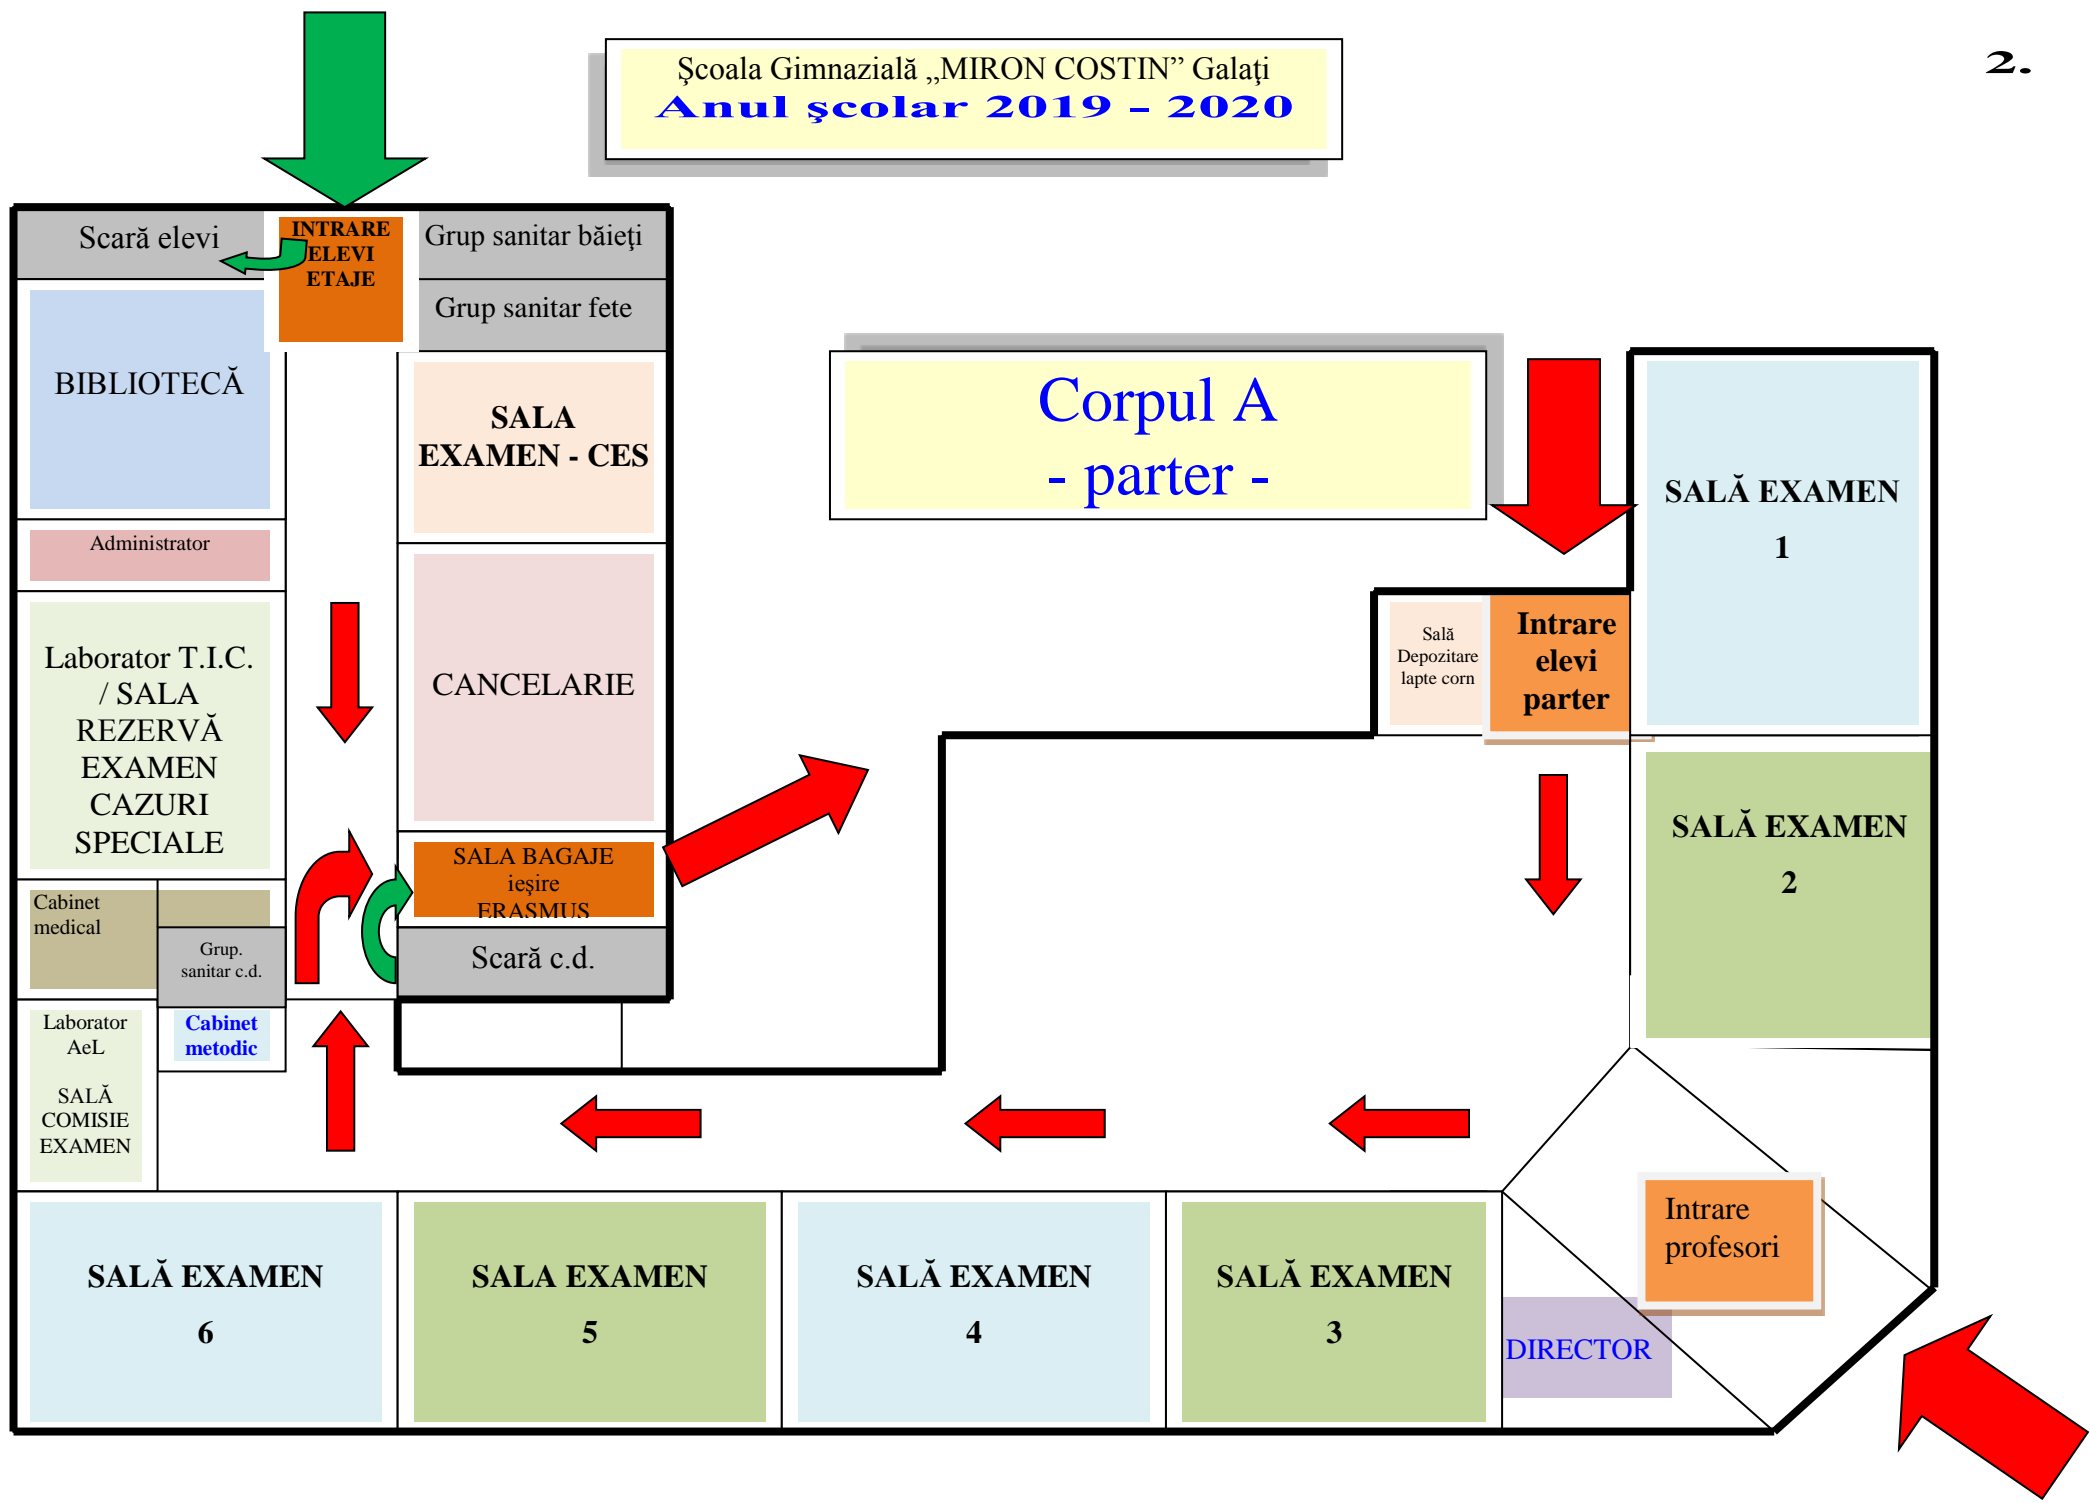 2.
Şcoala Gimnazială „MIRON COSTIN” Galaţi
Anul şcolar 2019 - 2020
Scară elevi
INTRARE
ELEVI
ETAJE
Grup sanitar băieţi
Grup sanitar fete
BIBLIOTECĂ
SALA
EXAMEN - CES
Corpul A
- parter -
SALĂ EXAMEN
1
Administrator
Laborator T.I.C.
/ SALA
REZERVĂ
EXAMEN
CAZURI
SPECIALE
CANCELARIE
Sală
Depozitare
lapte corn
Intrare
elevi
parter
SALĂ EXAMEN
2
SALA BAGAJE
ieşire
ERASMUS
Cabinet
medical
Grup.
sanitar c.d.
Scară c.d.
Laborator
AeL
SALĂ
COMISIE
EXAMEN
Cabinet
metodic
Intrare
profesori
SALĂ EXAMEN
6
SALA EXAMEN
5
SALĂ EXAMEN
4
SALĂ EXAMEN
3
DIRECTOR